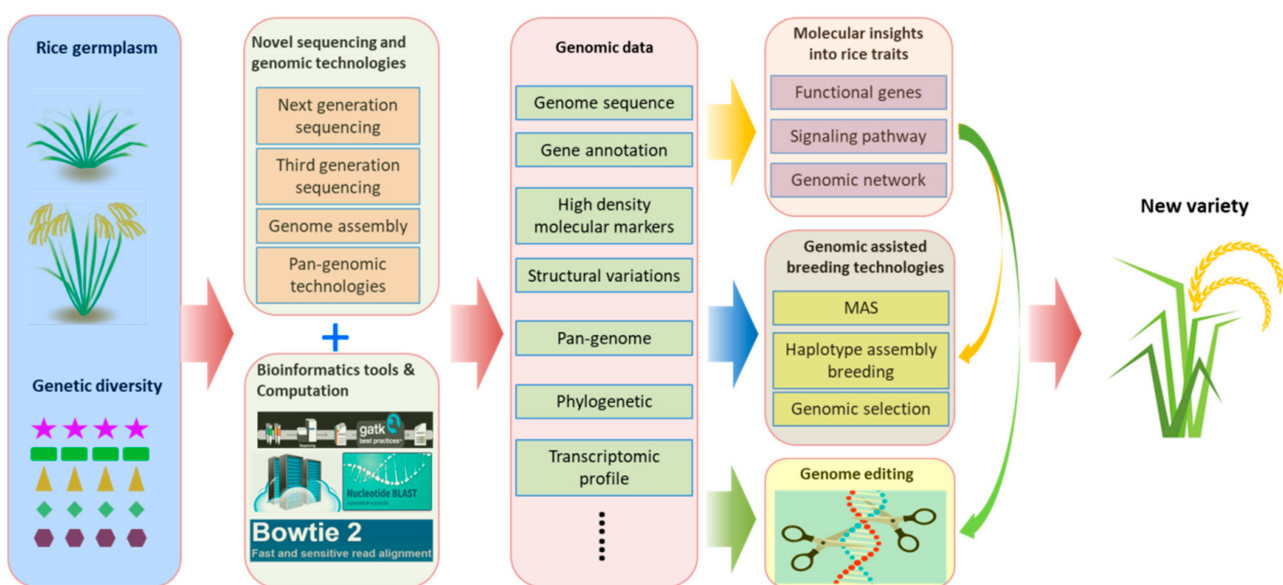 Rice germplasm
Genetic diversity
Novel sequencing and
genomic technologies
Next generation
sequencing
Third generation
sequencing
Genome assembly
Pan-genomic
technologies
+
Bioinformatics tools &
Computation
gatk
best practices
Nucleotide BLAST
Bowtie 2
Fast and sensitive read alignment
Genomic data
Genome sequence
Gene annotation
High density
molecular markers
Structural variations
Pan-genome
Phylogenetic
Transcriptomic
profile
Molecular insights
into rice traits
Functional genes
Signaling pathway
Genomic network
Genomic assisted
breeding technologies
MAS
Haplotype assembly
breeding
Genomic selection
Genome editing
New variety